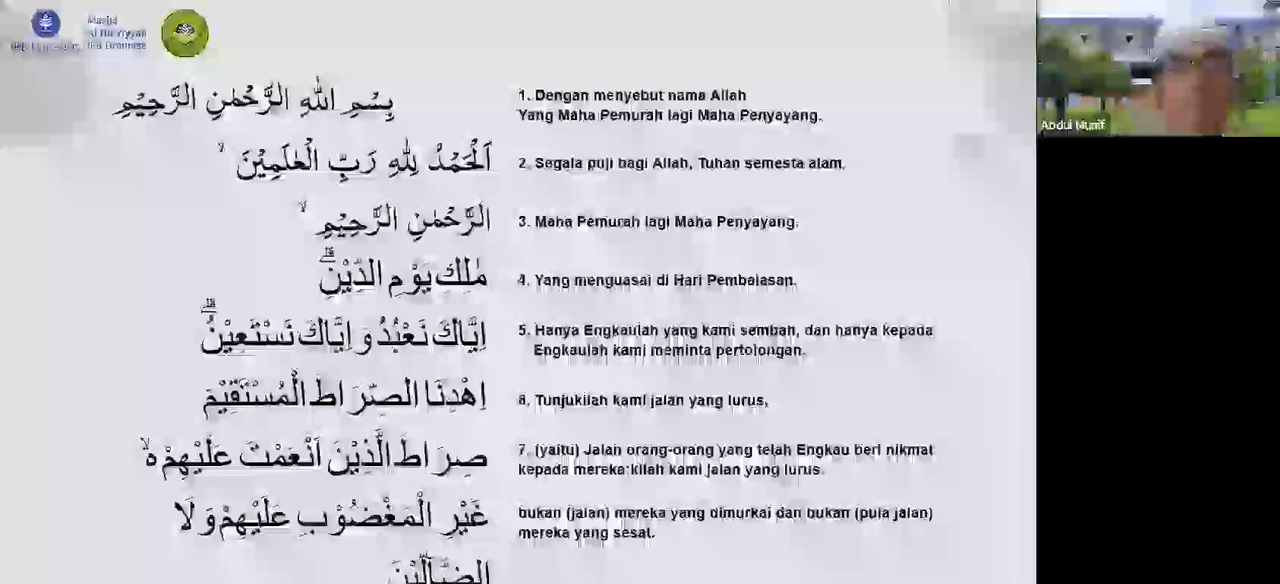 Masjid
بِسْمِ اللهِ الرَّحْمٰنِ الرَّحِيْمِ
1. Dengan menyebut nama Allah
Yang Maha Pemurah lagi Maha Penyayang.
اَلْحَمْدُ لِلّٰهِ رَبِّ الْعٰلَمِيْنَ ۙ
2. Segala puji bagi Allah, Tuhan semesta alam.
الرَّحْمٰنِ الرَّحِيْمِ ۙ
3. Maha Pemurah lagi Maha Penyayang.
مٰلِكِ يَوْمِ الدِّيْنِۗ
4. Yang menguasai di Hari Pembalasan.
اِيَّاكَ نَعْبُدُ وَ اِيَّاكَ نَسْتَعِيْنُۗ
5. Hanya Engkaulah yang kami sembah, dan hanya kepada
Engkaulah kami meminta pertolongan.
اِهْدِنَا الصِّرَاطَ الْمُسْتَقِيْمَ
6. Tunjukilah kami jalan yang lurus,
صِرَاطَ الَّذِيْنَ اَنْعَمْتَ عَلَيْهِمْ ەۙ
7. (yaitu) Jalan orang-orang yang telah Engkau beri nikmat
kepada mereka:kilah kami jalan yang lurus.
غَيْرِ الْمَغْضُوْبِ عَلَيْهِمْ وَلَا
bukan (jalan) mereka yang dimurkai dan bukan (pula jalan)
mereka yang sesat.
الضَّاۤلِّيْنَ
Abdul Munif